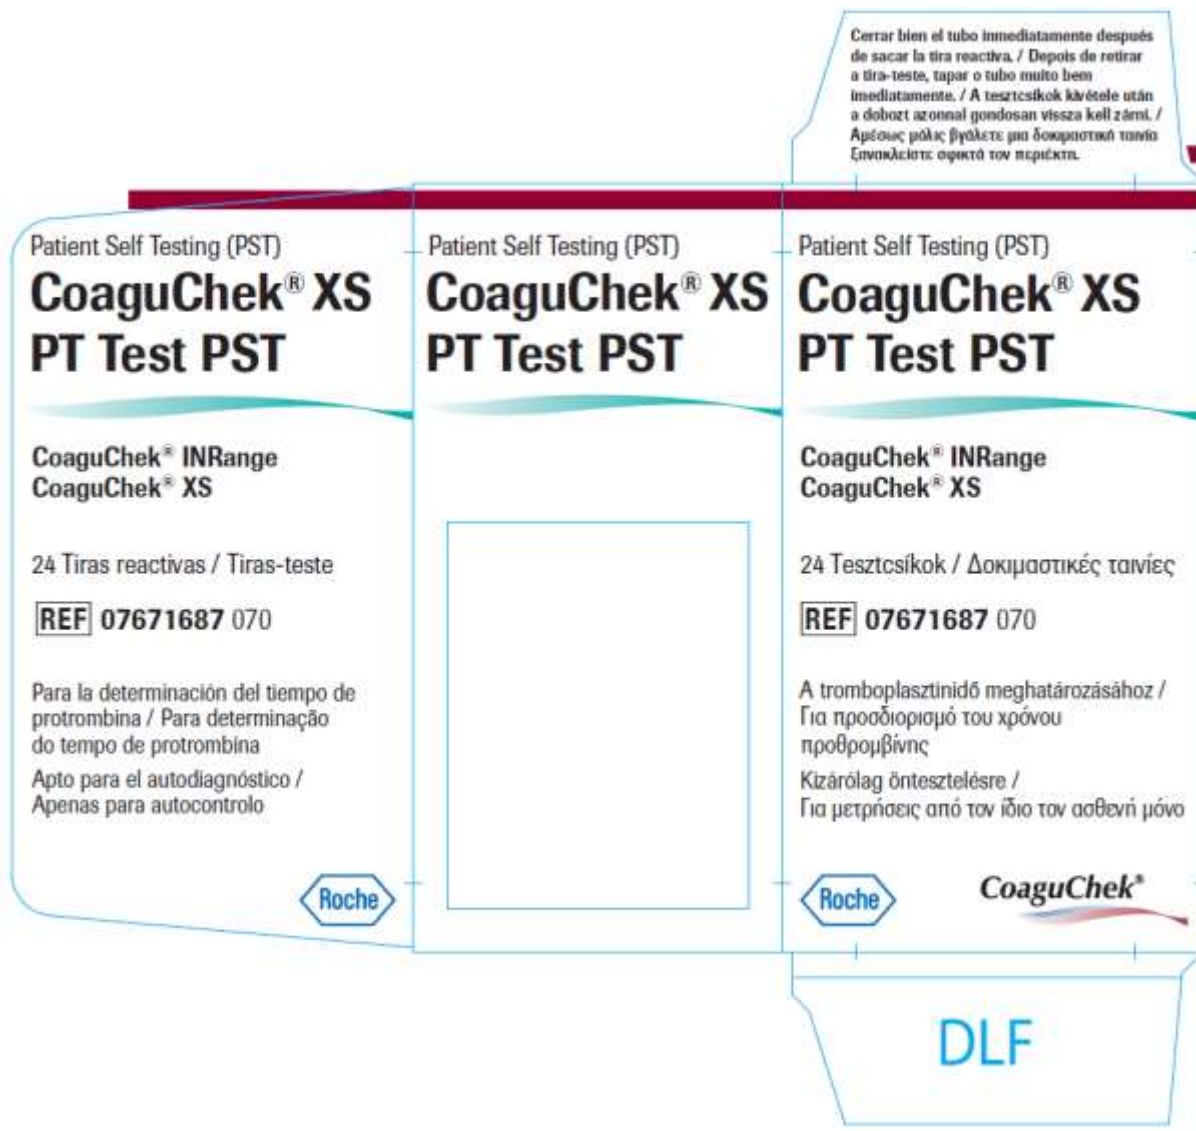 Cerrar bien el tubo inmediatamente después
de sacar la tira reactiva. / Depois de retirar
a tira-teste, tapar o tubo muito bem
imediatamente. / A tesztcsíkok kivétele után
a dobozt azonnal gondosan vissza kell zárni. /
Αμέσως μόλις βγάλετε μια δοκιμαστική ταινία
ξανακλείστε σφικτά τον περιέκτη.
Patient Self Testing (PST)
CoaguChek® XS
PT Test PST
CoaguChek® INRange
CoaguChek® XS
24 Tiras reactivas / Tiras-teste
REF 07671687 070
Para la determinación del tiempo de
protrombina / Para determinação
do tempo de protrombina
Apto para el autodiagnóstico /
Apenas para autocontrolo
Roche
Patient Self Testing (PST)
CoaguChek® XS
PT Test PST
Patient Self Testing (PST)
CoaguChek® XS
PT Test PST
CoaguChek® INRange
CoaguChek® XS
24 Tesztcsíkok / Δοκιμαστικές ταινίες
REF 07671687 070
A tromboplasztinidő meghatározásához /
Για προσδιορισμό του χρόνου
προθρομβίνης
Kizárólag öntesztelésre /
Για μετρήσεις από τον ίδιο τον ασθενή μόνο
Roche
CoaguChek®
DLF